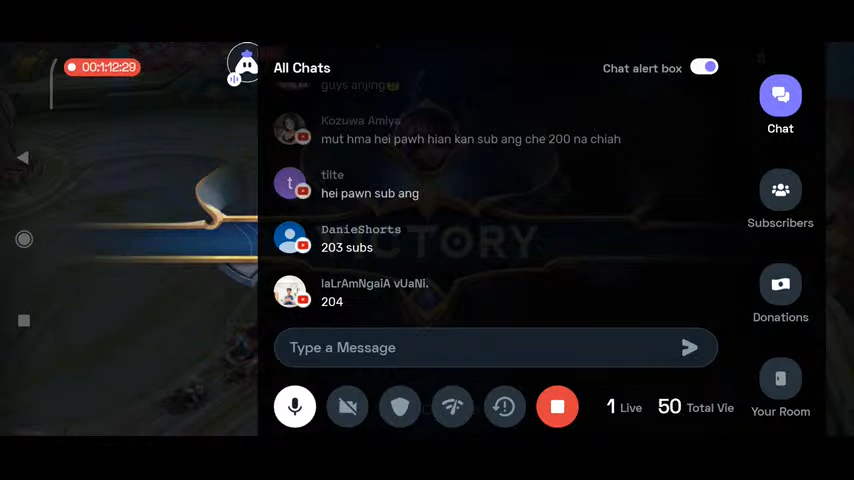 00:1:12:29
All Chats
Chat alert box
guys anjing
Kozuwa Amiya
mut hma hei pawh hian kan sub ang che 200 na chiah
Chat
t
tilte
hei pawn sub ang
Subscribers
DanieShorts
203 subs
VICTORY
laLrAmNgaiA vUaNi.
204
Donations
Type a Message
1 Live
50 Total Vie
Your Room